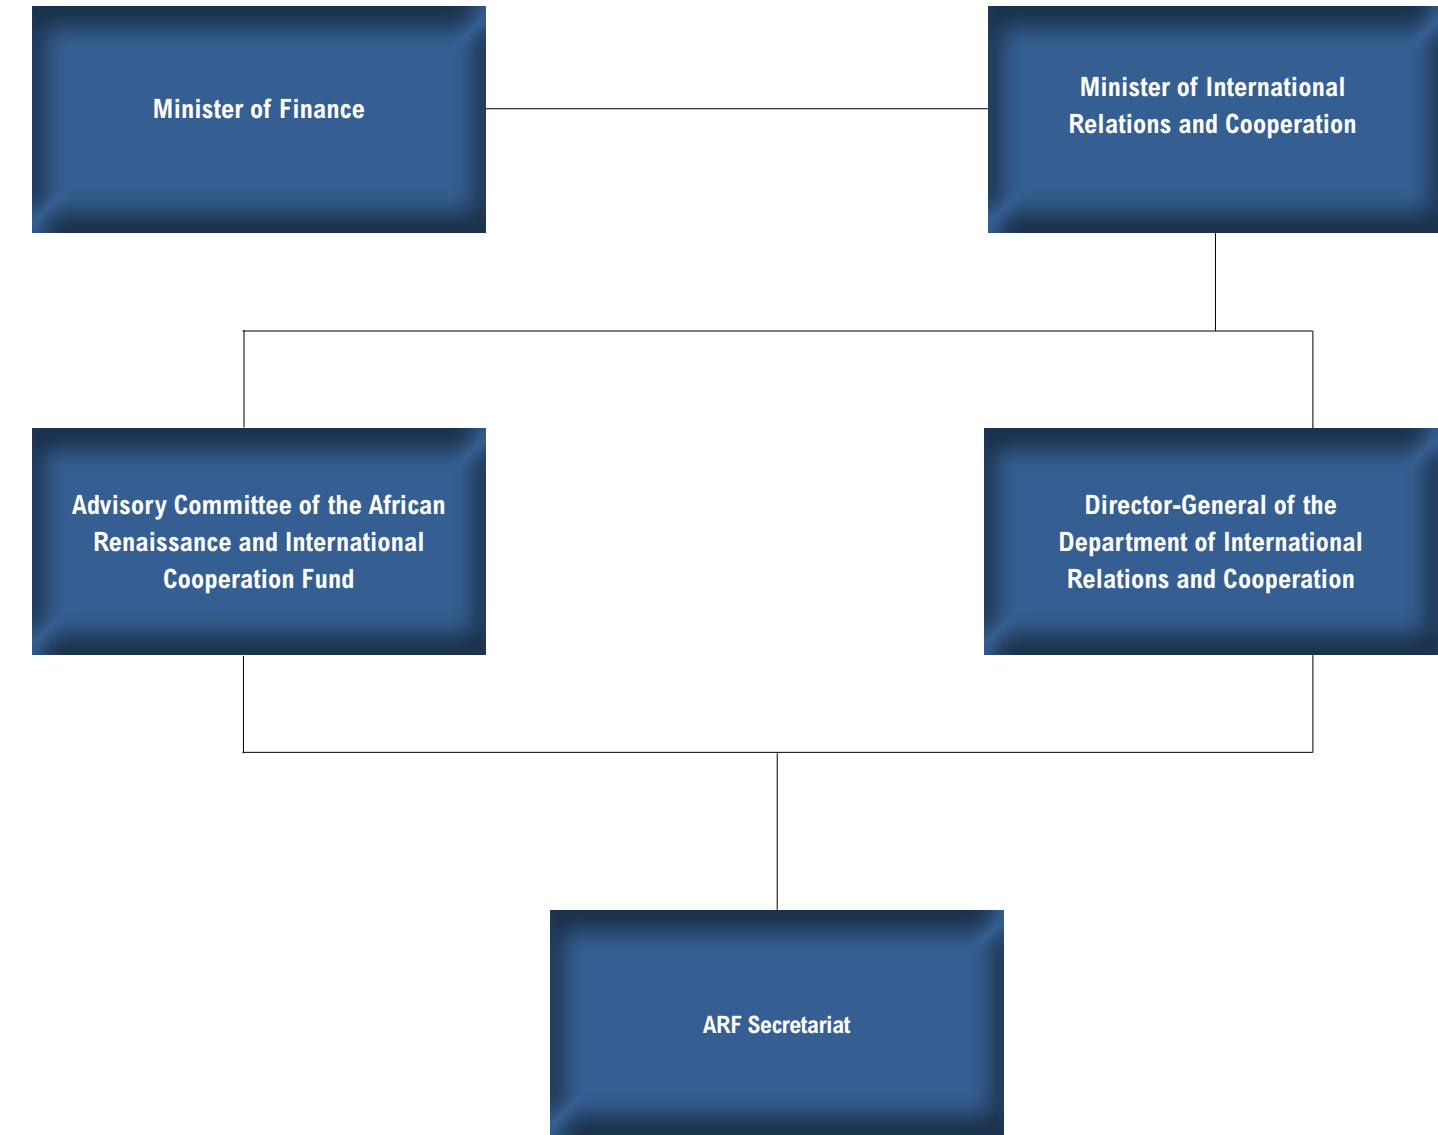 Minister of Finance
Minister of International
Relations and Cooperation
Advisory Committee of the African
Renaissance and International
Cooperation Fund
Director-General of the
Department of International
Relations and Cooperation
ARF Secretariat